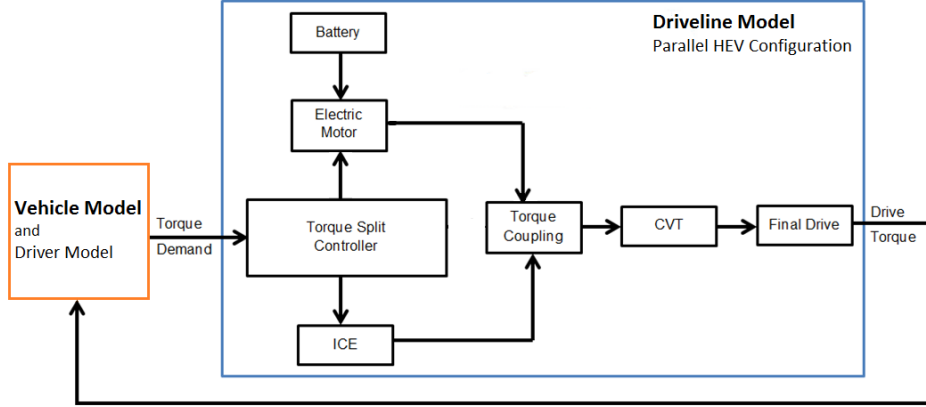 Driveline Model
Parallel HEV Configuration
Battery
Electric
Motor
Vehicle Model
and
Driver Model
Torque
Demand
Torque Split
Controller
Torque
Coupling
CVT
Final Drive
Drive
Torque
ICE